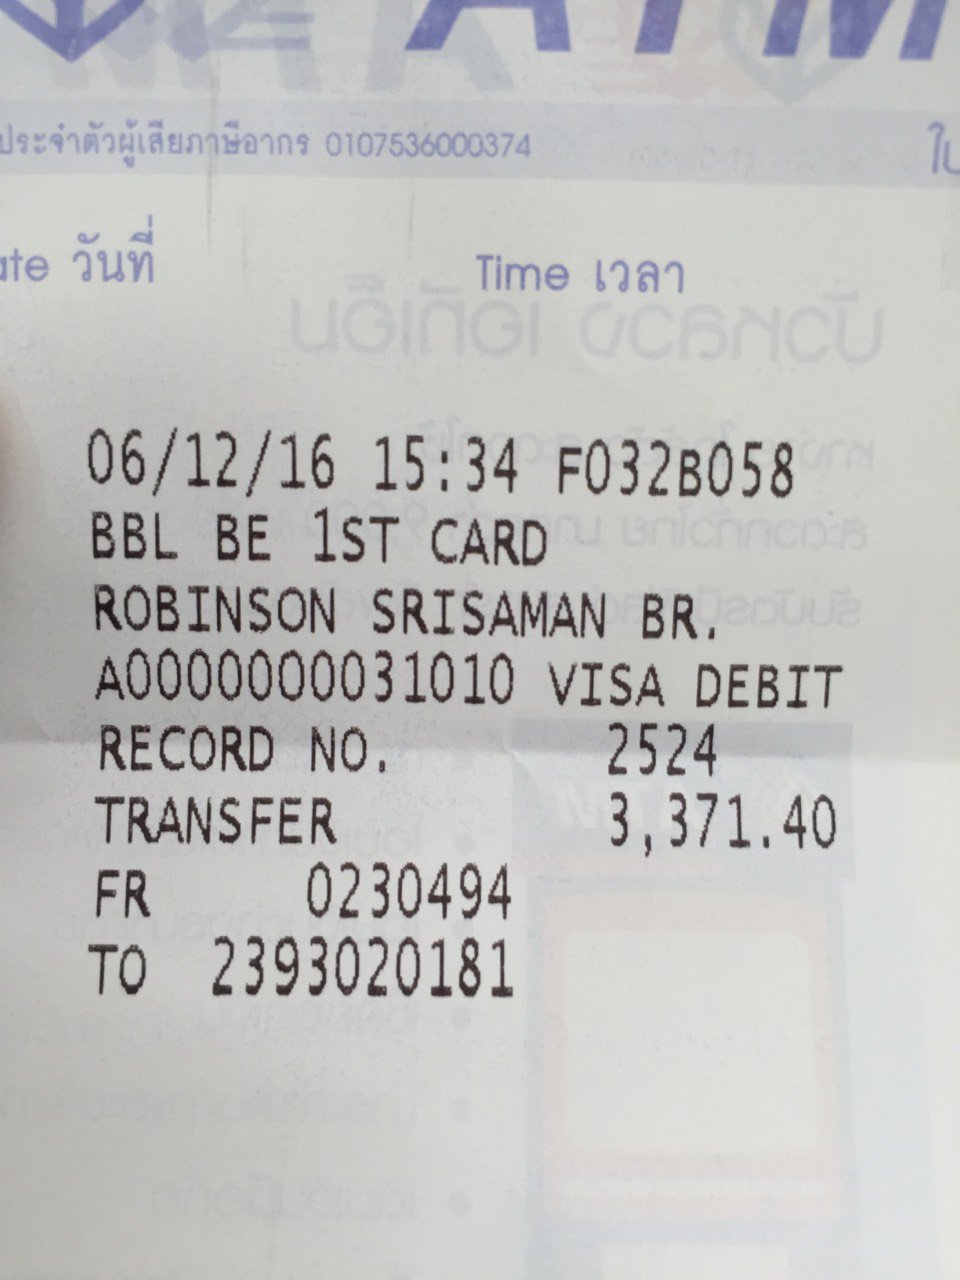 ATM
ประจำตัวผู้เสียภาษีอากร 0107536000374
ate วันที่ Time เวลา
06/12/16 15:34 F032B058
BBL BE 1ST CARD
ROBINSON SRISAMAN BR.
A0000000031010 VISA DEBIT
RECORD NO. 2524
TRANSFER 3,371.40
FR 0230494
TO 2393020181